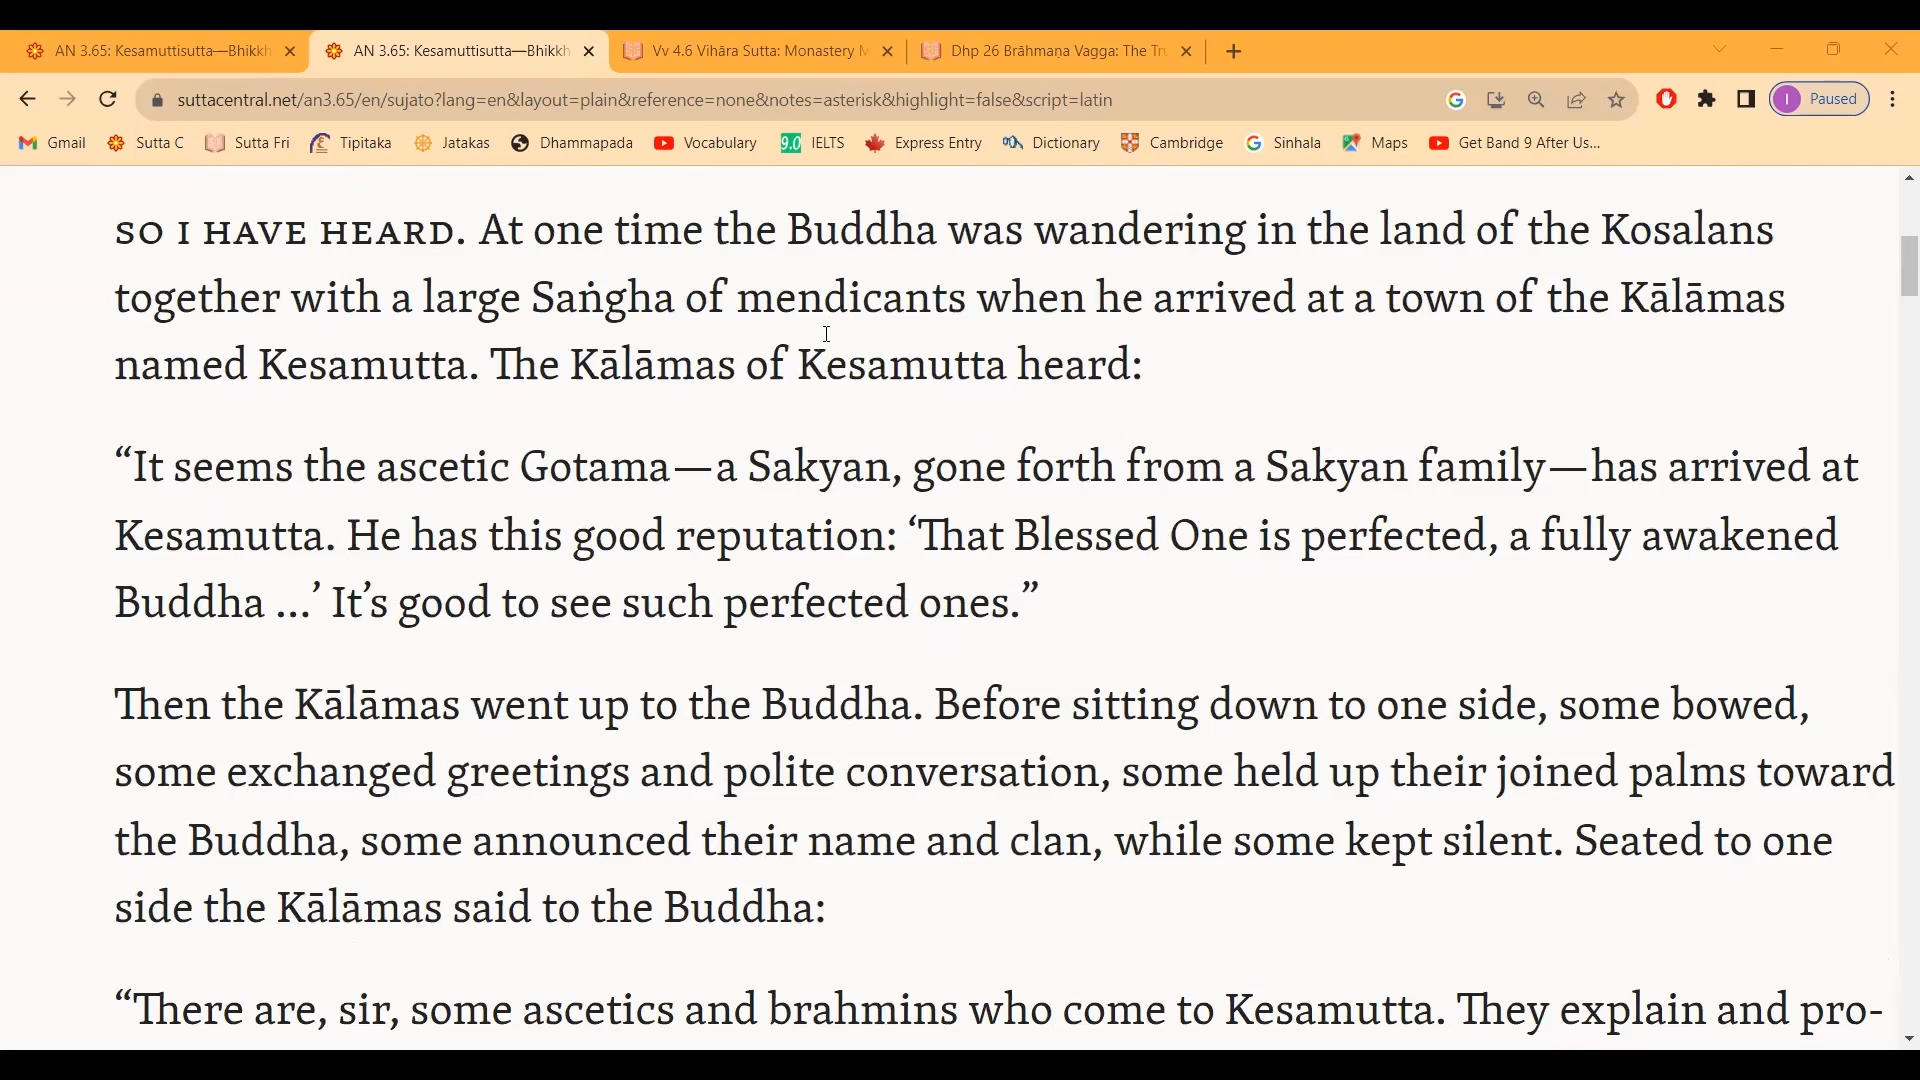 AN 3.65: Kesamuttisutta—Bhikkh
AN 3.65: Kesamuttisutta—Bhikkh
Vv 4.6 Vihāra Sutta: Monastery M
Dhp 26 Brāhmaṇa Vagga: The Tr
suttacentral.net/an3.65/en/sujato?lang=en&layout=plain&reference=none&notes=asterisk&highlight=false&script=latin
I Paused
Gmail Sutta C Sutta Fri Tipitaka Jatakas Dhammapada Vocabulary 9.0 IELTS Express Entry Dictionary Cambridge Sinhala Maps Get Band 9 After Us...
SO I HAVE HEARD. At one time the Buddha was wandering in the land of the Kosalans
together with a large Saṅgha of mendicants when he arrived at a town of the Kālāmas
named Kesamutta. The Kālāmas of Kesamutta heard:
“It seems the ascetic Gotama—a Sakyan, gone forth from a Sakyan family—has arrived at
Kesamutta. He has this good reputation: ‘That Blessed One is perfected, a fully awakened
Buddha …’ It’s good to see such perfected ones.”
Then the Kālāmas went up to the Buddha. Before sitting down to one side, some bowed,
some exchanged greetings and polite conversation, some held up their joined palms toward
the Buddha, some announced their name and clan, while some kept silent. Seated to one
side the Kālāmas said to the Buddha:
“There are, sir, some ascetics and brahmins who come to Kesamutta. They explain and pro-